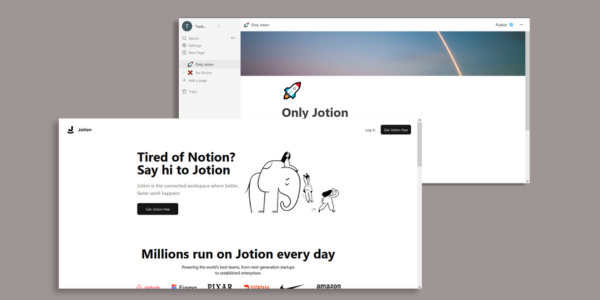 T
Search
Settings
New Page
Only Jotion
No Notion
Add a page
Trash
Only Jotion
Publish
Only Jotion
Jotion
Log in
Get Jotion free
Tired of Notion?
Say hi to Jotion
Jotion is the connected workspace where better,
faster work happens.
Get Jotion free
Millions run on Jotion every day
Powering the world's best teams, from next-generation startups
to established enterprises.
airbnb Figma PIXAR DOORDASH amazon